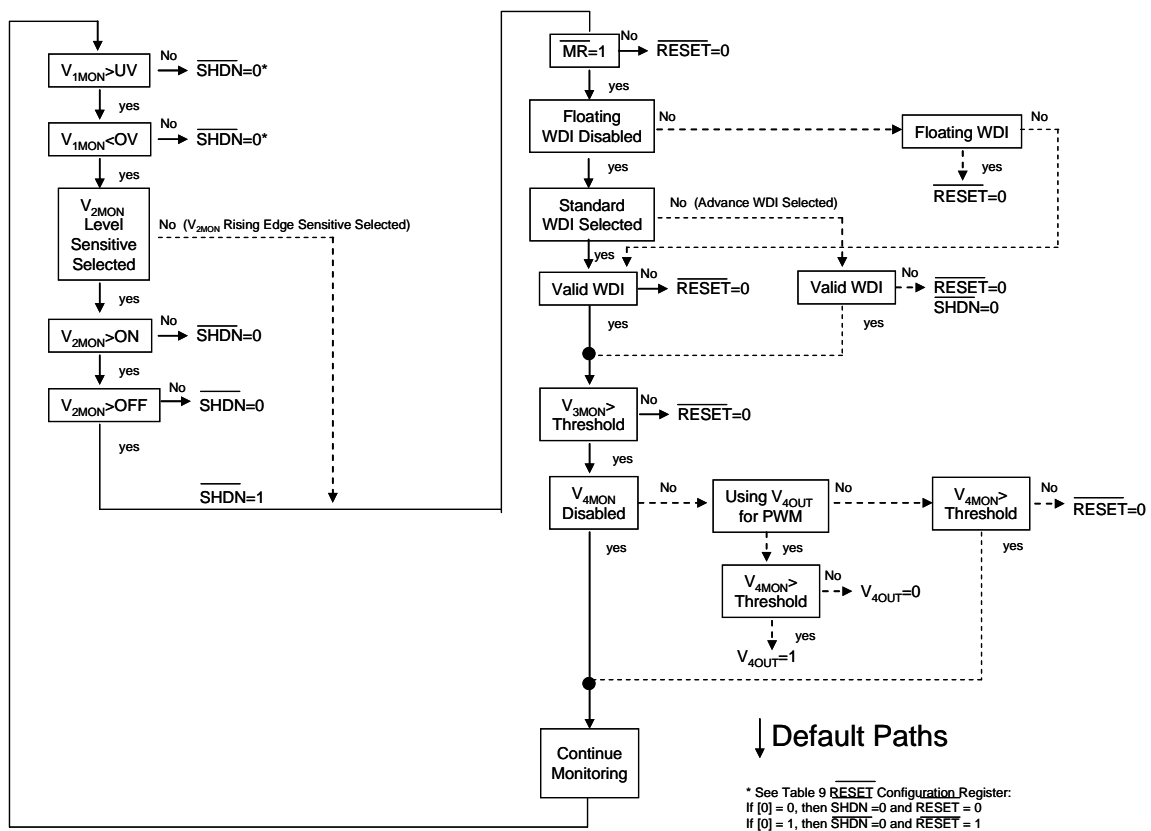 V1MON>UV
No
SHDN=0*
yes
V1MON<OV
No
SHDN=0*
yes
V2MON
Level
Sensitive
Selected
No (V2MON Rising Edge Sensitive Selected)
yes
V2MON>ON
No
SHDN=0
yes
V2MON>OFF
No
SHDN=0
yes
SHDN=1
MR=1
No
RESET=0
yes
Floating
WDI Disabled
No
Floating WDI
No
yes
RESET=0
yes
Standard
WDI Selected
No (Advance WDI Selected)
yes
Valid WDI
No
RESET=0
yes
Valid WDI
No
RESET=0
SHDN=0
yes
V3MON>
Threshold
No
RESET=0
yes
V4MON
Disabled
No
Using V4OUT
for PWM
No
V4MON>
Threshold
No
RESET=0
yes
yes
yes
V4MON>
Threshold
No
V4OUT=0
yes
V4OUT=1
Continue
Monitoring
Default Paths
* See Table 9 RESET Configuration Register:
If [0] = 0, then SHDN =0 and RESET = 0
If [0] = 1, then SHDN =0 and RESET = 1